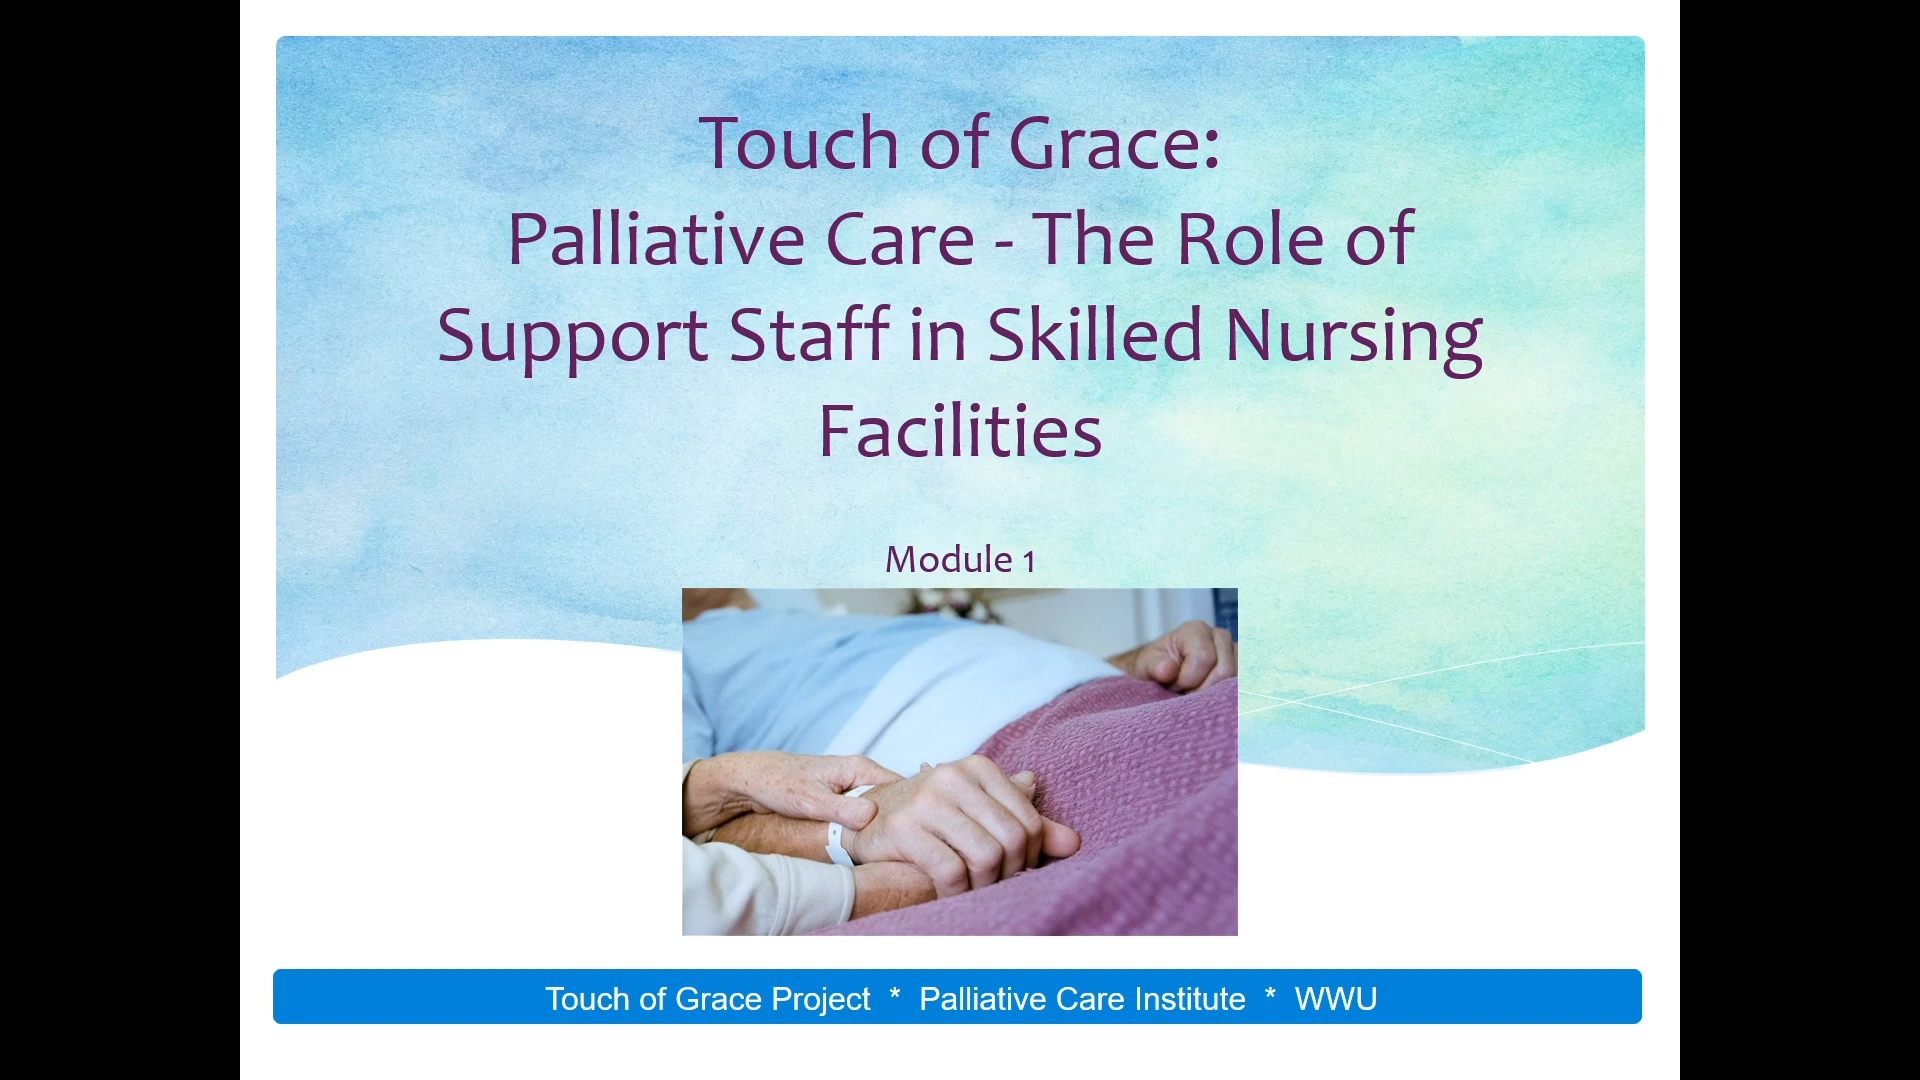 Touch of Grace:
Palliative Care - The Role of
Support Staff in Skilled Nursing
Facilities
Module 1
Touch of Grace Project * Palliative Care Institute * WWU